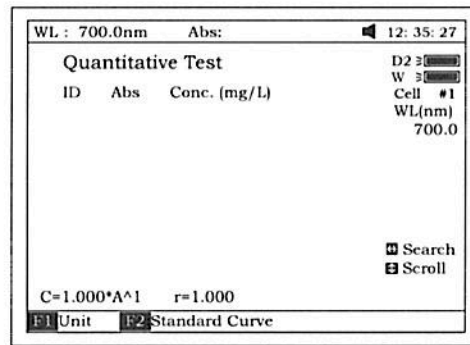 WL : 700.0nm Abs: 12: 35: 27
Quantitative Test
D2
W
ID Abs Conc. (mg/L)
Cell #1
WL(nm)
700.0
Search
Scroll
C=1.000*A^1 r=1.000
F1 Unit F2 Standard Curve